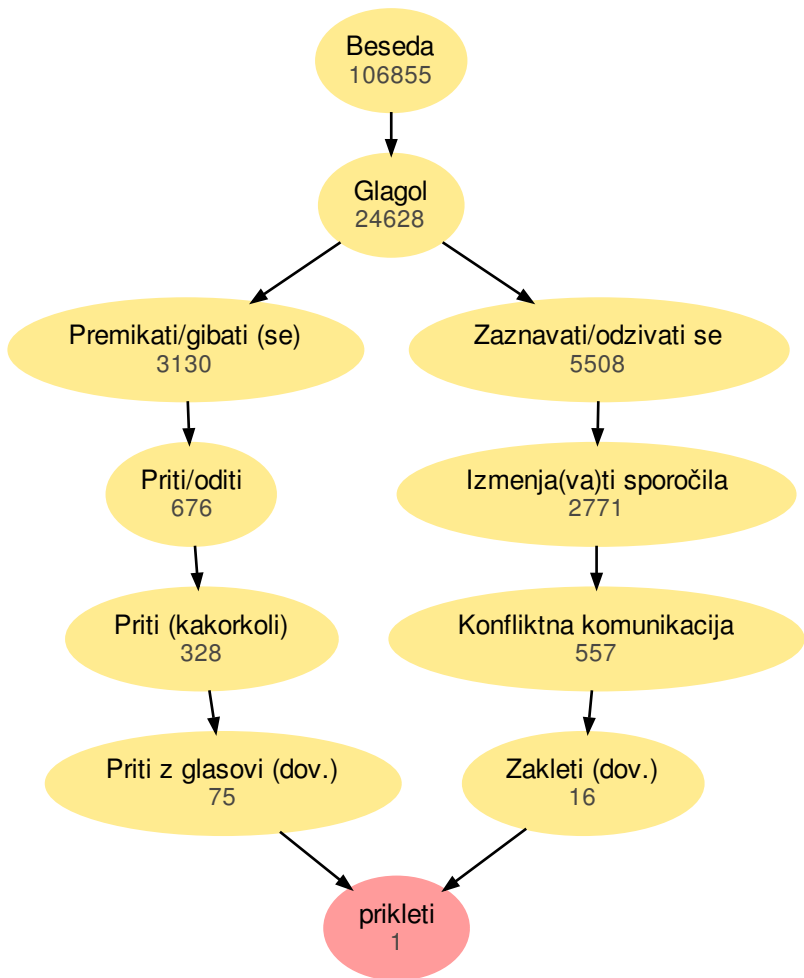 Beseda
106855
Glagol
24628
Premikati/gibati (se)
3130
Zaznavati/odzivati se
5508
Priti/oditi
676
Izmenja(va)ti sporočila
2771
Priti (kakorkoli)
328
Konfliktna komunikacija
557
Priti z glasovi (dov.)
75
Zakleti (dov.)
16
prikleti
1